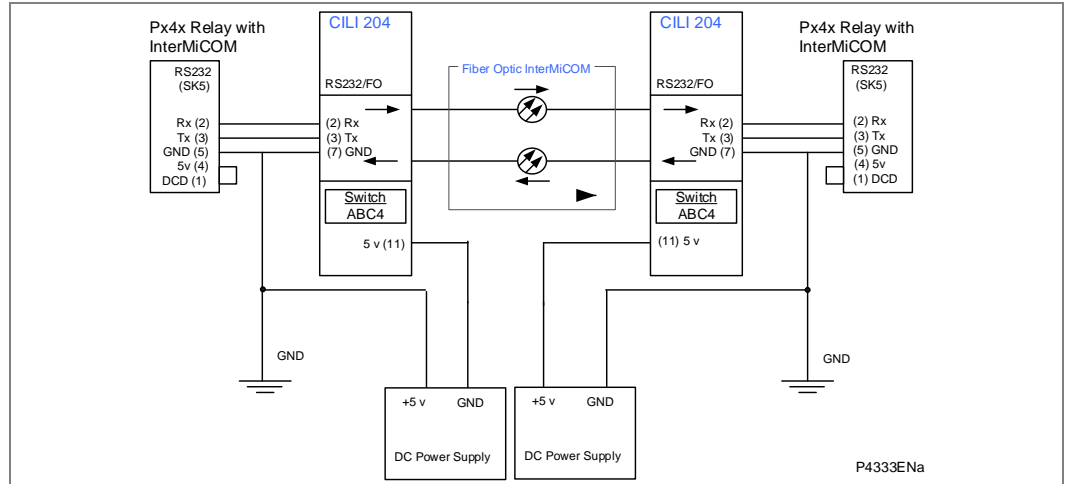 Px4x Relay with
InterMiCOM
RS232
(SK5)
Rx (2)
Tx (3)
GND (5)
5v (4)
DCD (1)
CILI 204
RS232/FO
(2) Rx
(3) Tx
(7) GND
Switch
ABC4
5 v (11)
Fiber Optic InterMiCOM
CILI 204
RS232/FO
Rx (2)
Tx (3)
GND (7)
Switch
ABC4
(11) 5 v
Px4x Relay with
InterMiCOM
RS232
(SK5)
(2) Rx
(3) Tx
(5) GND
(4) 5v
(1) DCD
GND
GND
+5 v GND
DC Power Supply
+5 v GND
DC Power Supply
P4333ENa